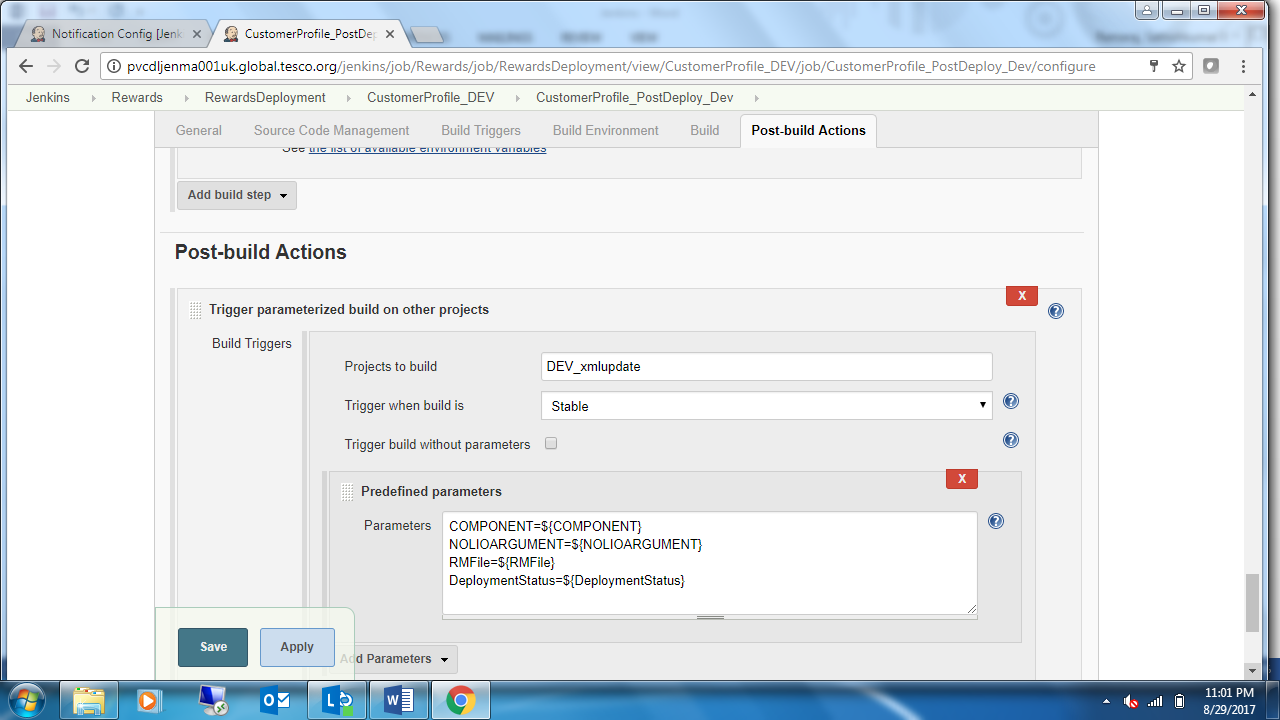 Notification Config [Jenk
CustomerProfile_PostDep
pvcdljenma001uk.global.tesco.org/jenkins/job/Rewards/job/RewardsDeployment/view/CustomerProfile_DEV/job/CustomerProfile_PostDeploy_Dev/configure
Jenkins Rewards RewardsDeployment CustomerProfile_DEV CustomerProfile_PostDeploy_Dev
General Source Code Management Build Triggers Build Environment Build Post-build Actions
See the list of available environment variables
Add build step
Post-build Actions
Trigger parameterized build on other projects
X
Build Triggers
Projects to build DEV_xmlupdate
Trigger when build is Stable
Trigger build without parameters
X
Predefined parameters
Parameters
COMPONENT=${COMPONENT}
NOLIOARGUMENT=${NOLIOARGUMENT}
RMFile=${RMFile}
DeploymentStatus=${DeploymentStatus}
Save Apply
Add Parameters
11:01 PM
8/29/2017